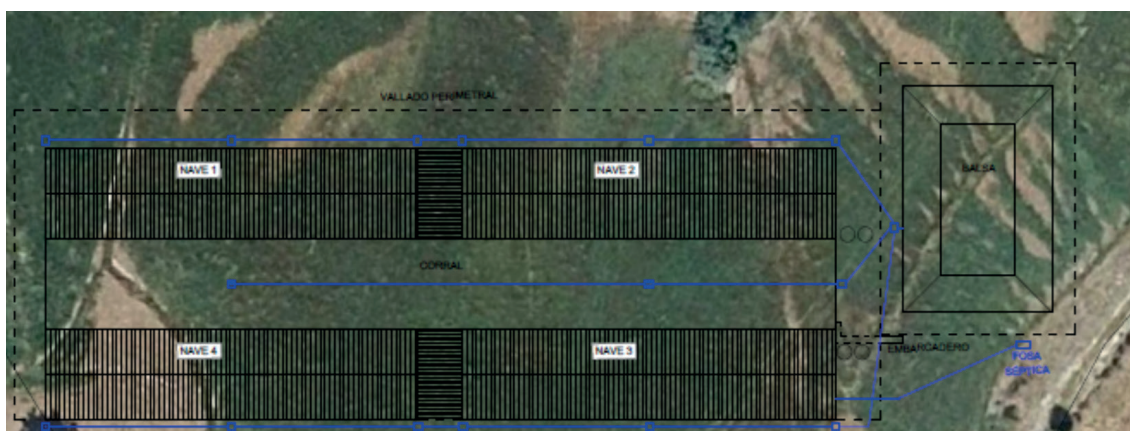 VALLADO PERIMETRAL
NAVE 1
NAVE 2
BALSA
CORRAL
NAVE 4
NAVE 3
EMBARCADERO
FOSA
SEPTICA